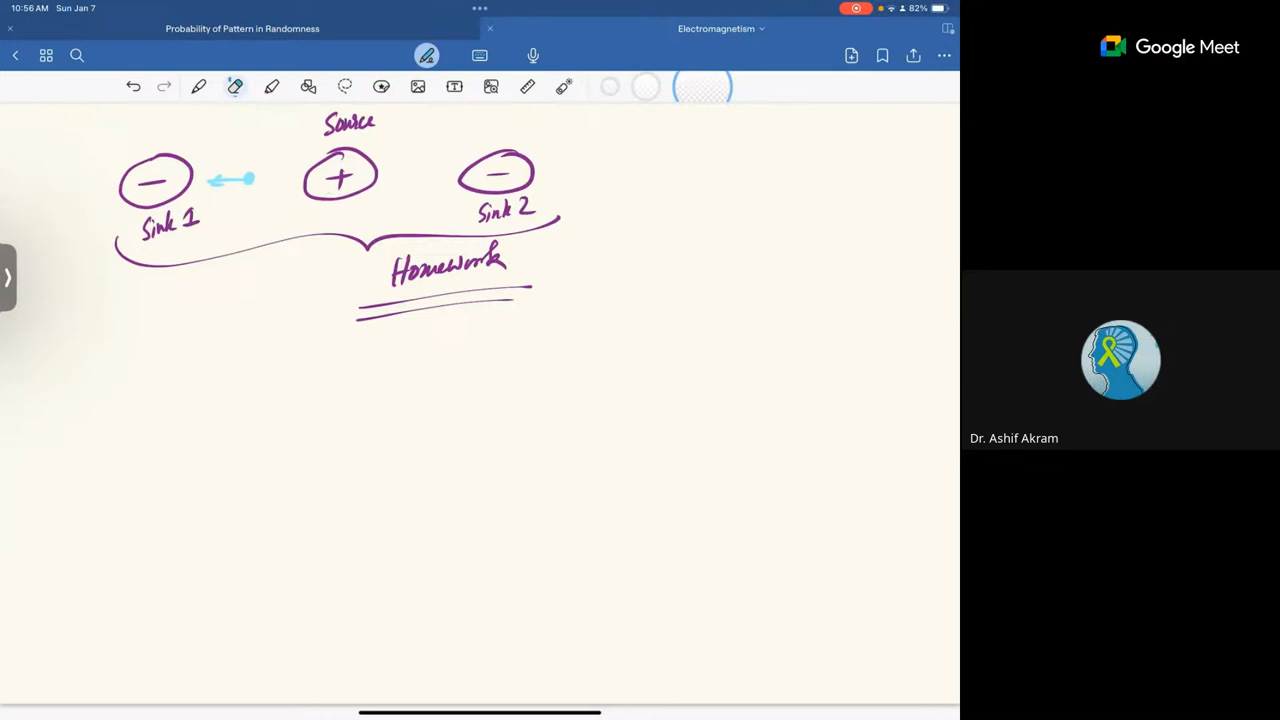 10:56 AM Sun Jan 7
82%
Probability of Pattern in Randomness
Electromagnetism
Google Meet
Source
−
+
−
Sink 1
Sink 2
Homework
Dr. Ashif Akram